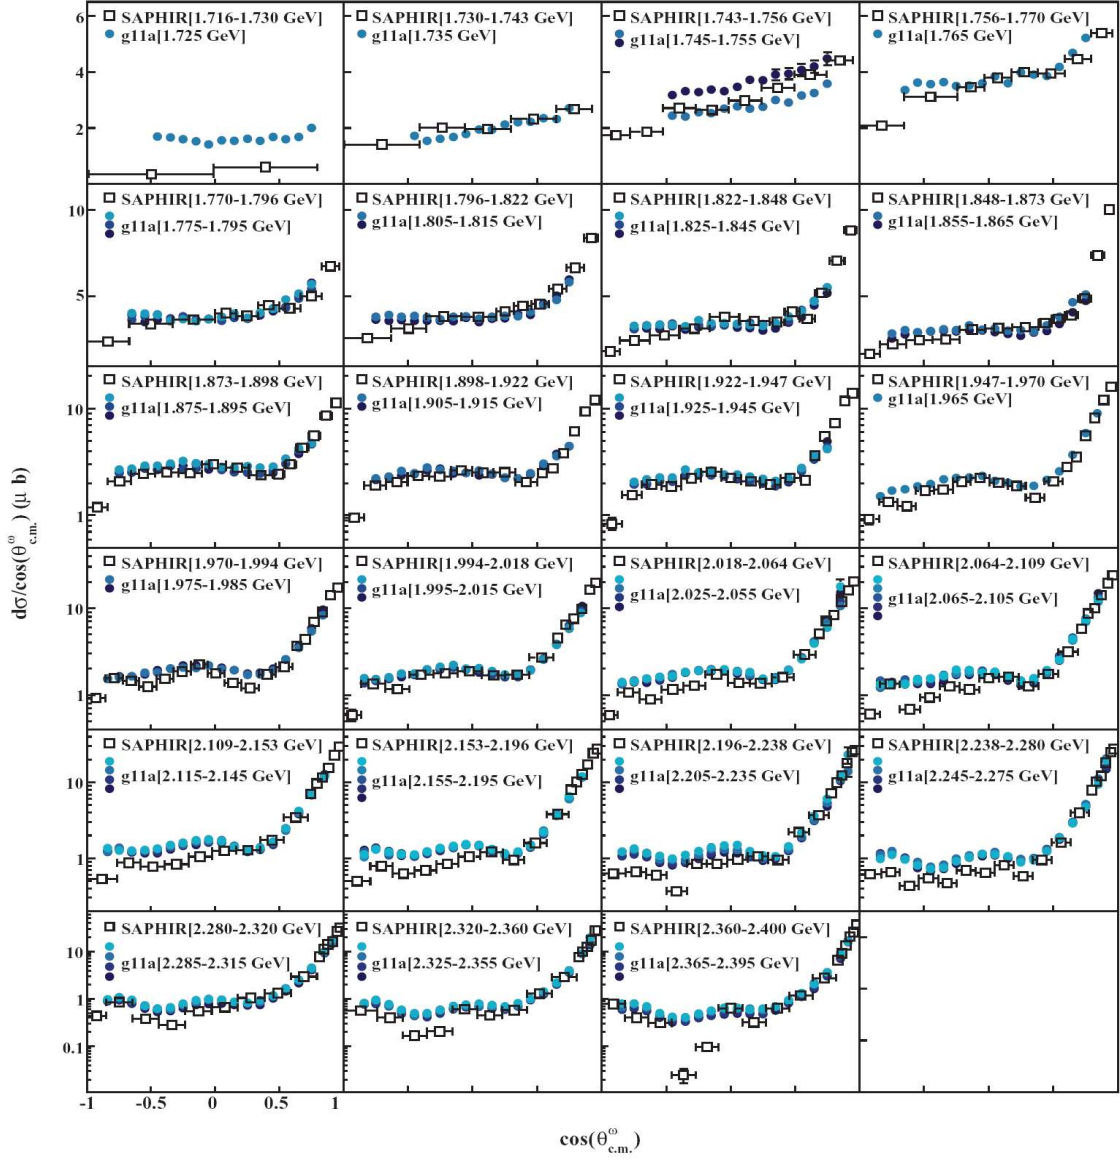 SAPHIR[1.716-1.730 GeV]
g11a[1.725 GeV]
SAPHIR[1.730-1.743 GeV]
g11a[1.735 GeV]
SAPHIR[1.743-1.756 GeV]
g11a[1.745-1.755 GeV]
SAPHIR[1.756-1.770 GeV]
g11a[1.765 GeV]
6
4
2
SAPHIR[1.770-1.796 GeV]
g11a[1.775-1.795 GeV]
SAPHIR[1.796-1.822 GeV]
g11a[1.805-1.815 GeV]
SAPHIR[1.822-1.848 GeV]
g11a[1.825-1.845 GeV]
SAPHIR[1.848-1.873 GeV]
g11a[1.855-1.865 GeV]
10
5
SAPHIR[1.873-1.898 GeV]
g11a[1.875-1.895 GeV]
SAPHIR[1.898-1.922 GeV]
g11a[1.905-1.915 GeV]
SAPHIR[1.922-1.947 GeV]
g11a[1.925-1.945 GeV]
SAPHIR[1.947-1.970 GeV]
g11a[1.965 GeV]
10
1
dσ/cos(θ^ω_c.m.) (μ b)
SAPHIR[1.970-1.994 GeV]
g11a[1.975-1.985 GeV]
SAPHIR[1.994-2.018 GeV]
g11a[1.995-2.015 GeV]
SAPHIR[2.018-2.064 GeV]
g11a[2.025-2.055 GeV]
SAPHIR[2.064-2.109 GeV]
g11a[2.065-2.105 GeV]
10
1
SAPHIR[2.109-2.153 GeV]
g11a[2.115-2.145 GeV]
SAPHIR[2.153-2.196 GeV]
g11a[2.155-2.195 GeV]
SAPHIR[2.196-2.238 GeV]
g11a[2.205-2.235 GeV]
SAPHIR[2.238-2.280 GeV]
g11a[2.245-2.275 GeV]
10
1
SAPHIR[2.280-2.320 GeV]
g11a[2.285-2.315 GeV]
SAPHIR[2.320-2.360 GeV]
g11a[2.325-2.355 GeV]
SAPHIR[2.360-2.400 GeV]
g11a[2.365-2.395 GeV]
10
1
0.1
-1 -0.5 0 0.5 1
cos(θ^ω_c.m.)